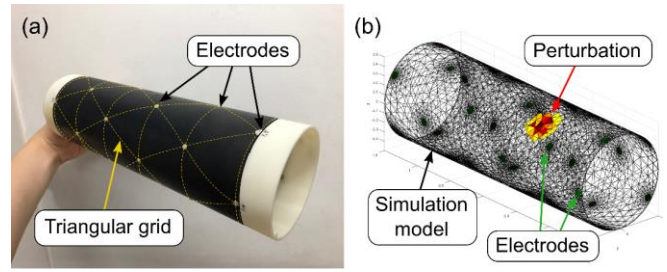 (a)
Electrodes
Triangular grid
(b)
Perturbation
Simulation
model
Electrodes